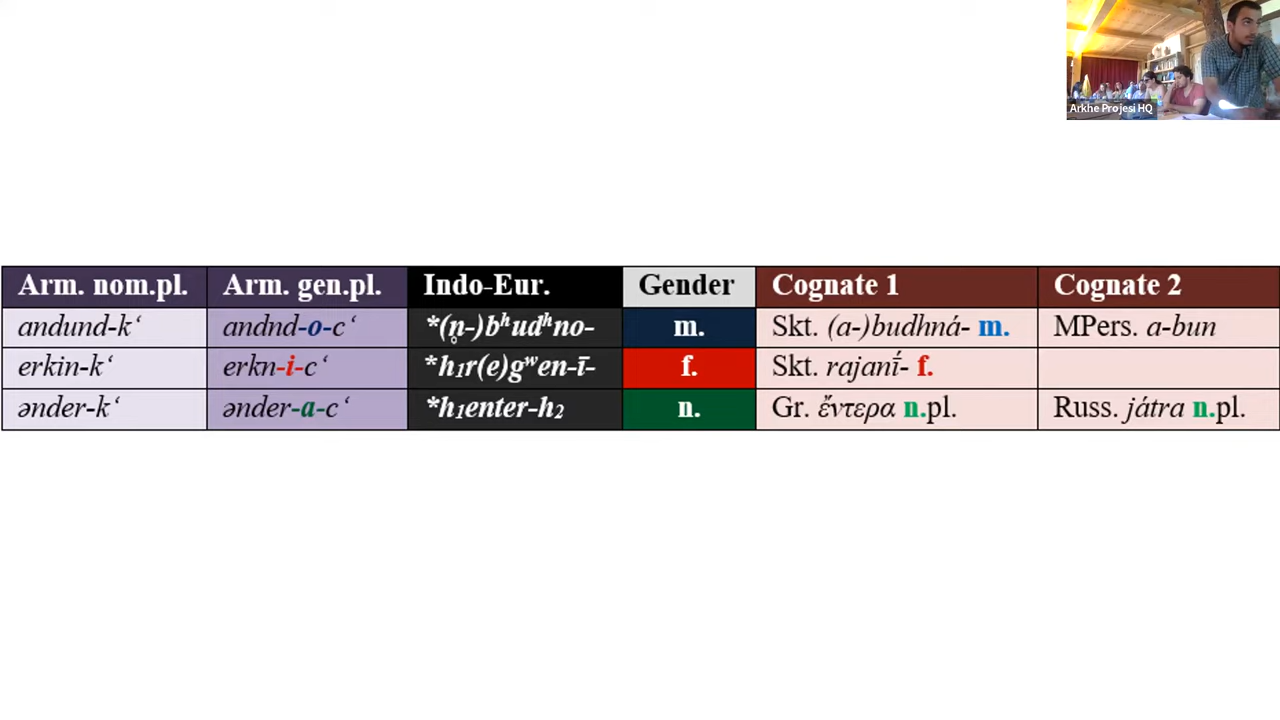 Arkhe Projesi HQ
Arm. nom.pl. Arm. gen.pl. Indo-Eur. Gender Cognate 1 Cognate 2
andund-kʻ andnd-o-cʻ *(n̥-)bʰudʰno- m. Skt. (a-)budhná- m. MPers. a-bun
erkin-kʻ erkn-i-cʻ *h₁r(e)gʷen-ī- f. Skt. rajanī́- f.
ənder-kʻ ənder-a-cʻ *h₁enter-h₂ n. Gr. ἔντερα n.pl. Russ. játra n.pl.